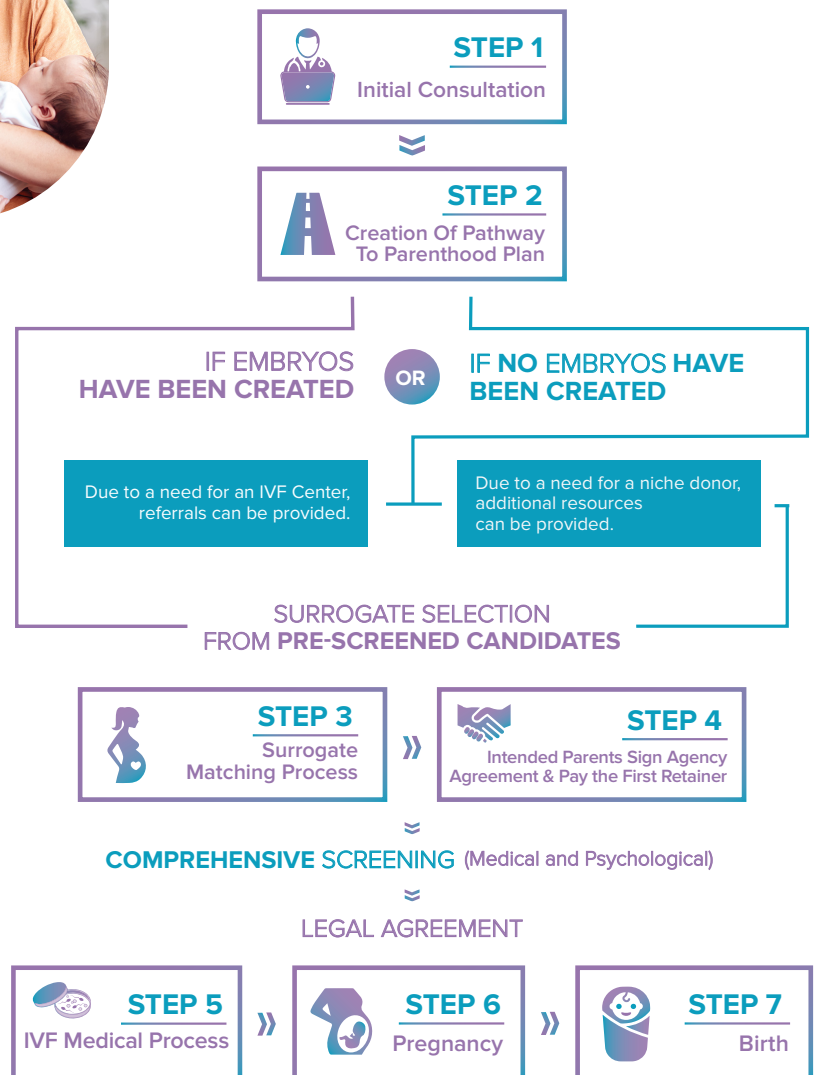 STEP 1
Initial Consultation
STEP 2
Creation Of Pathway
To Parenthood Plan
IF EMBRYOS
HAVE BEEN CREATED
OR
IF NO EMBRYOS HAVE
BEEN CREATED
Due to a need for an IVF Center,
referrals can be provided.
Due to a need for a niche donor,
additional resources
can be provided.
SURROGATE SELECTION
FROM PRE-SCREENED CANDIDATES
STEP 3
Surrogate
Matching Process
STEP 4
Intended Parents Sign Agency
Agreement & Pay the First Retainer
COMPREHENSIVE SCREENING (Medical and Psychological)
LEGAL AGREEMENT
STEP 5
IVF Medical Process
STEP 6
Pregnancy
STEP 7
Birth